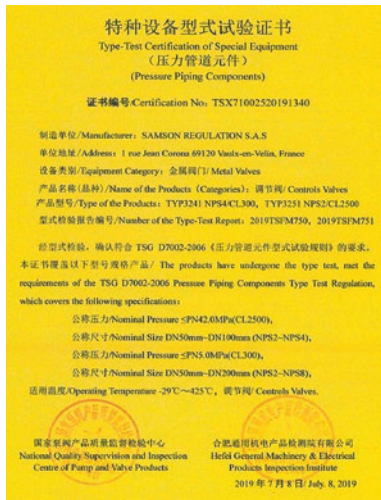 特种设备型式试验证书
Type-Test Certification of Special Equipment
（压力管道元件）
(Pressure Piping Components)
证书编号/Certification No: TSX71002520191340
制造单位/Manufacturer: SAMSON REGULATION S.A.S
单位地址/Address: 1 rue Jean Corona 69120 Vaulx-en-Velin, France
设备类别/Equipment Category: 金属阀门/ Metal Valves
产品名称(品种）/Name of the Products (Categories): 调节阀/ Controls Valves
产品型号/Type of the Products: TYP3241 NPS4/CL300, TYP3251 NPS2/CL2500
型式检验报告编号/Number of the Type-Test Report: 2019TSFM750, 2019TSFM751
经型式检验，确认符合 TSG D7002-2006《压力管道元件型式试验规则》的要求。
本证书覆盖以下型号规格产品/ The products have undergone the type test, met the
requirements of the TSG D7002-2006 Pressure Piping Components Type Test Regulation,
which covers the following specifications:
公称压力/Nominal Pressure ≤PN42.0MPa(CL2500),
公称尺寸/Nominal Size DN50mm~DN100mm (NPS2~NPS4),
公称压力/Nominal Pressure ≤PN5.0MPa(CL300),
公称尺寸/Nominal Size DN50mm~DN200mm (NPS2~NPS8),
适用温度/Operating Temperature -29℃～425℃，调节阀/ Controls Valves.
国家泵阀产品质量监督检验中心
National Quality Supervision and Inspection
Centre of Pump and Valve Products
合肥通用机电产品检测院有限公司
Hefei General Machinery & Electrical
Products Inspection Institute
2019 年 7 月 8 日/ July. 8, 2019